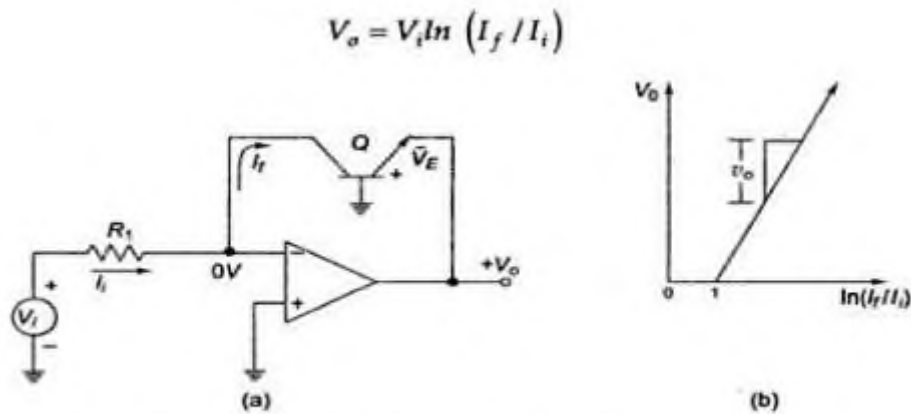 V_o = V_i ln (I_f / I_i)
I_f
Q
V_E
+
R_1
I_i
0V
−
+
+V_o
+
V_i
−
(a)
V_0
v_o
0
1
ln(I_f/I_i)
(b)